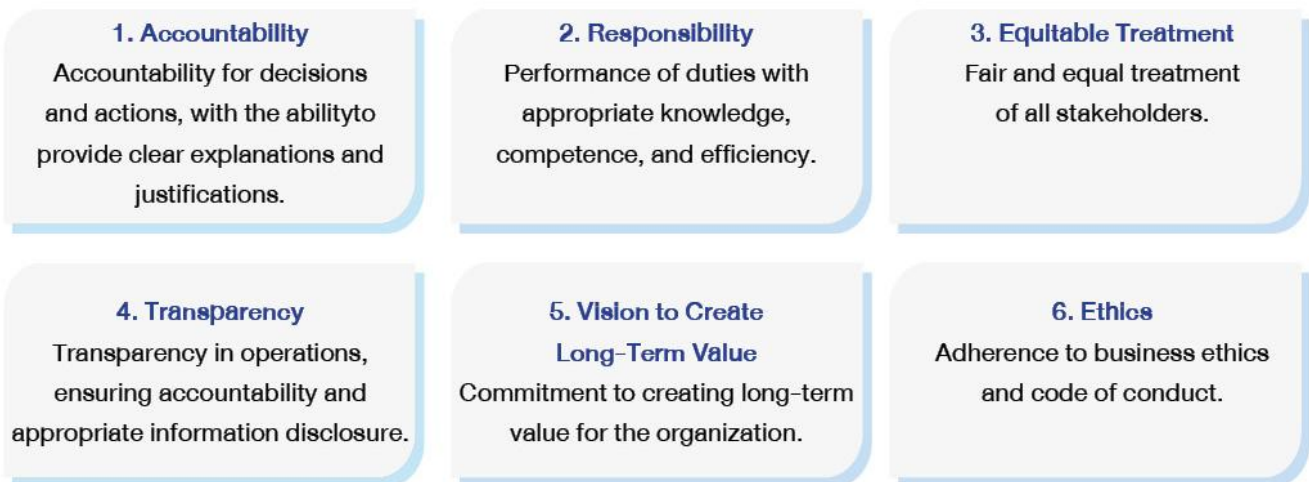 1. Accountability
Accountability for decisions
and actions, with the abilityto
provide clear explanations and
justifications.
2. Responsibility
Performance of duties with
appropriate knowledge,
competence, and efficiency.
3. Equitable Treatment
Fair and equal treatment
of all stakeholders.
4. Transparency
Transparency in operations,
ensuring accountability and
appropriate information disclosure.
5. Vision to Create
Long-Term Value
Commitment to creating long-term
value for the organization.
6. Ethics
Adherence to business ethics
and code of conduct.